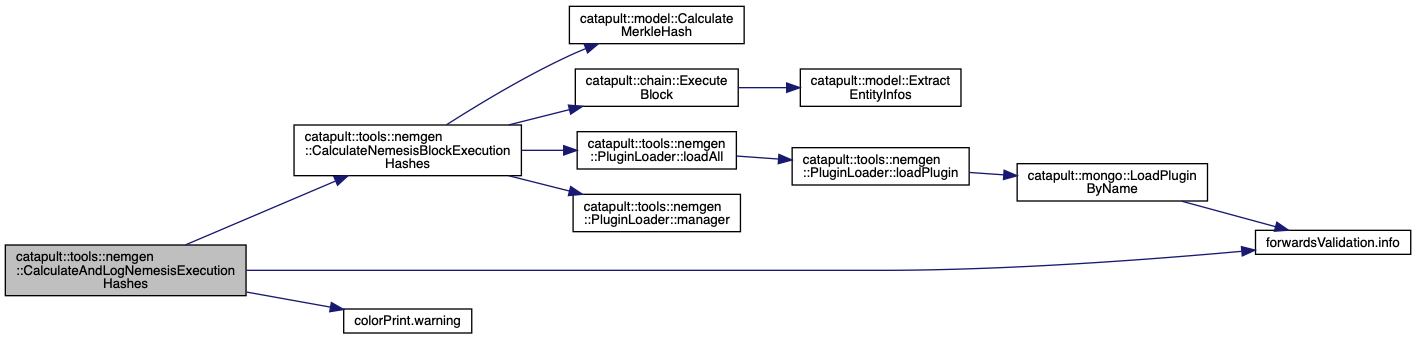 catapult::model::Calculate
MerkleHash
catapult::chain::Execute
Block
catapult::model::Extract
EntityInfos
catapult::tools::nemgen
::CalculateNemesisBlockExecution
Hashes
catapult::tools::nemgen
::PluginLoader::loadAll
catapult::tools::nemgen
::PluginLoader::loadPlugin
catapult::mongo::LoadPlugin
ByName
catapult::tools::nemgen
::PluginLoader::manager
forwardsValidation.info
catapult::tools::nemgen
::CalculateAndLogNemesisExecution
Hashes
colorPrint.warning